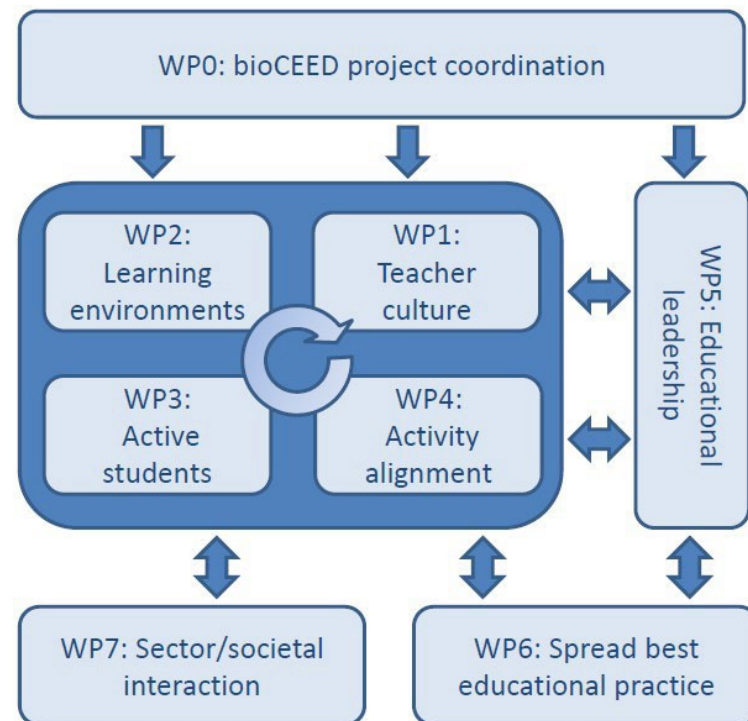 WP0: bioCEED project coordination
WP2:
Learning
environments
WP1:
Teacher
culture
WP3:
Active
students
WP4:
Activity
alignment
WP5: Educational
leadership
WP7: Sector/societal
interaction
WP6: Spread best
educational practice